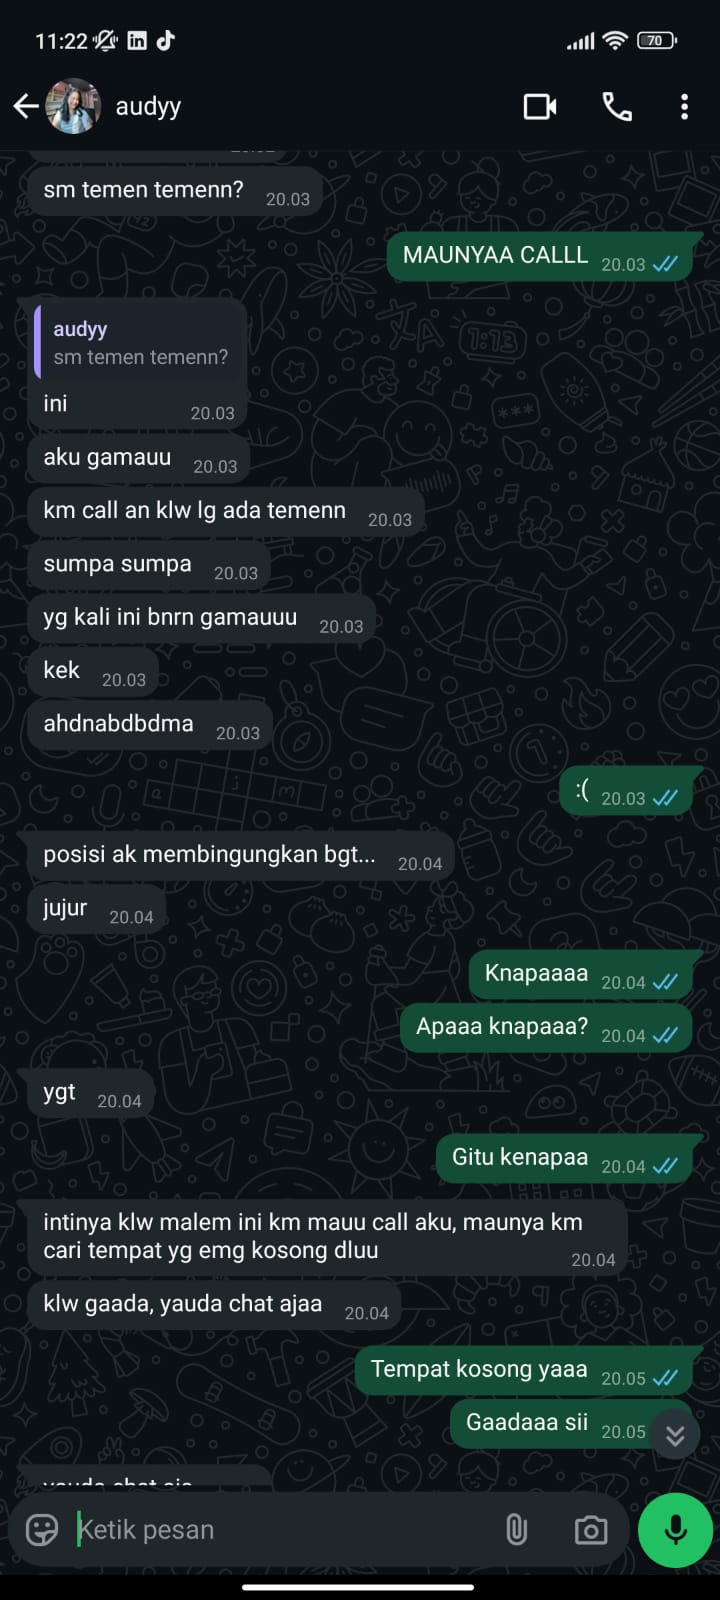 11:22
70
audyy
sm temen temenn? 20.03
MAUNYAA CALLL 20.03
audyy
sm temen temenn?
ini 20.03
aku gamauu 20.03
km call an klw lg ada temenn 20.03
sumpa sumpa 20.03
yg kali ini bnrn gamauuu 20.03
kek 20.03
ahdnabdbdma 20.03
:( 20.03
posisi ak membingungkan bgt... 20.04
jujur 20.04
Knapaaaa 20.04
Apaaa knapaaa? 20.04
ygt 20.04
Gitu kenapaa 20.04
intinya klw malem ini km mauu call aku, maunya km
cari tempat yg emg kosong dluu 20.04
klw gaada, yauda chat ajaa 20.04
Tempat kosong yaaa 20.05
Gaadaaa sii 20.05
Ketik pesan